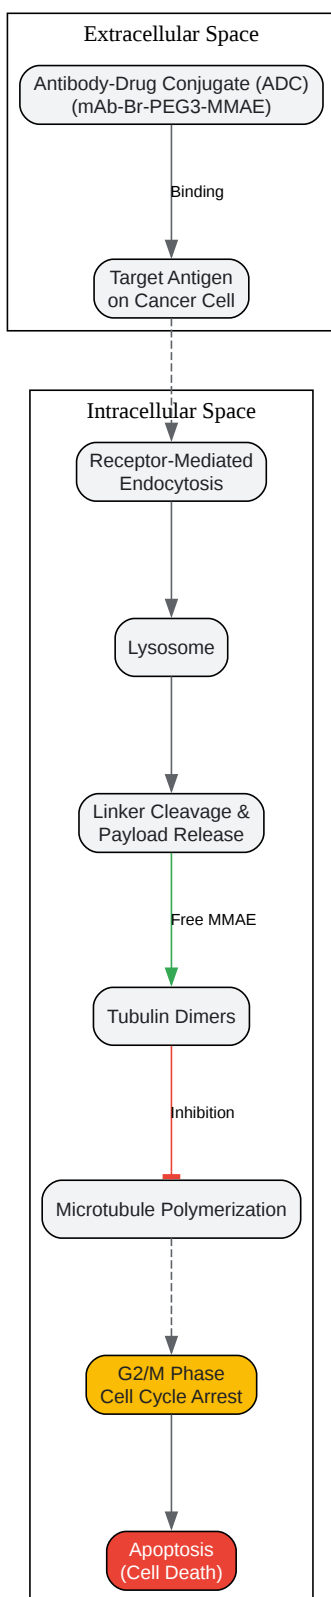 Extracellular Space
Antibody-Drug Conjugate (ADC)
(mAb-Br-PEG3-MMAE)
Binding
Target Antigen
on Cancer Cell
Intracellular Space
Receptor-Mediated
Endocytosis
Lysosome
Linker Cleavage &
Payload Release
Free MMAE
Tubulin Dimers
Inhibition
Microtubule Polymerization
G2/M Phase
Cell Cycle Arrest
Apoptosis
(Cell Death)